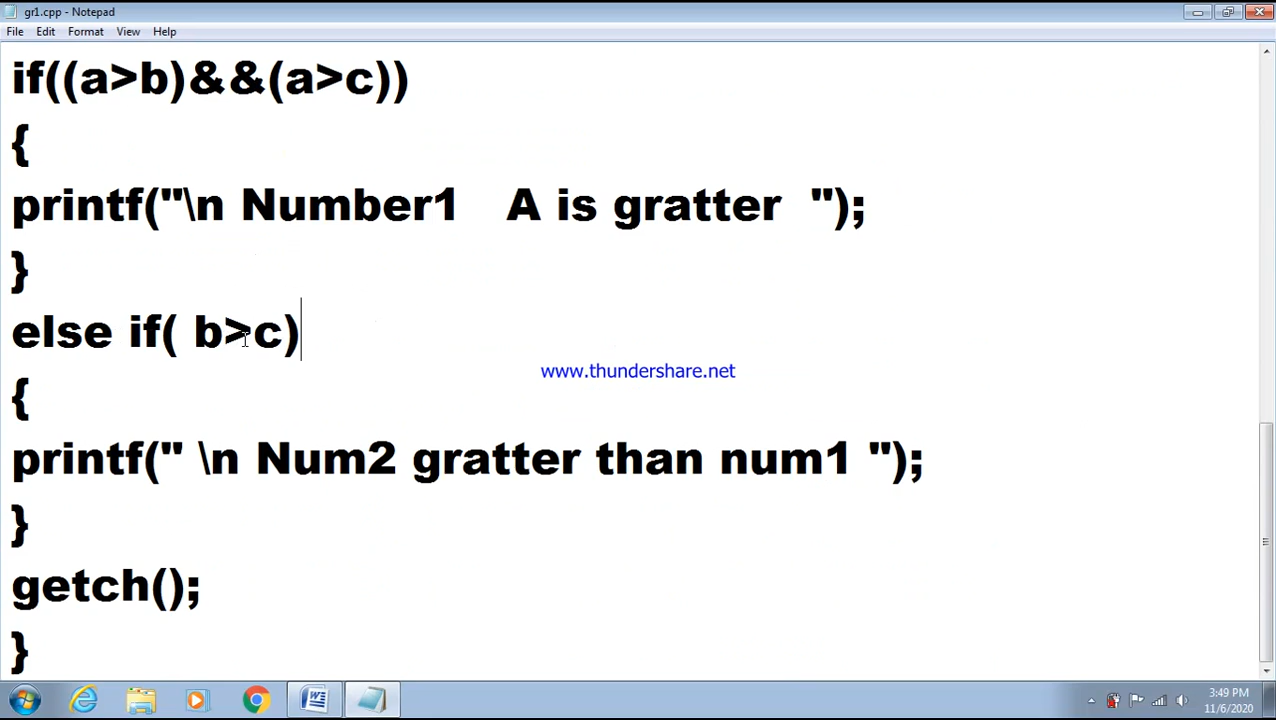 gr1.cpp - Notepad
File Edit Format View Help
if((a>b)&&(a>c))
{
printf("\n Number1   A is gratter  ");
}
else if( b>c)
www.thundershare.net
{
printf(" \n Num2 gratter than num1 ");
}
getch();
}
3:49 PM
11/6/2020